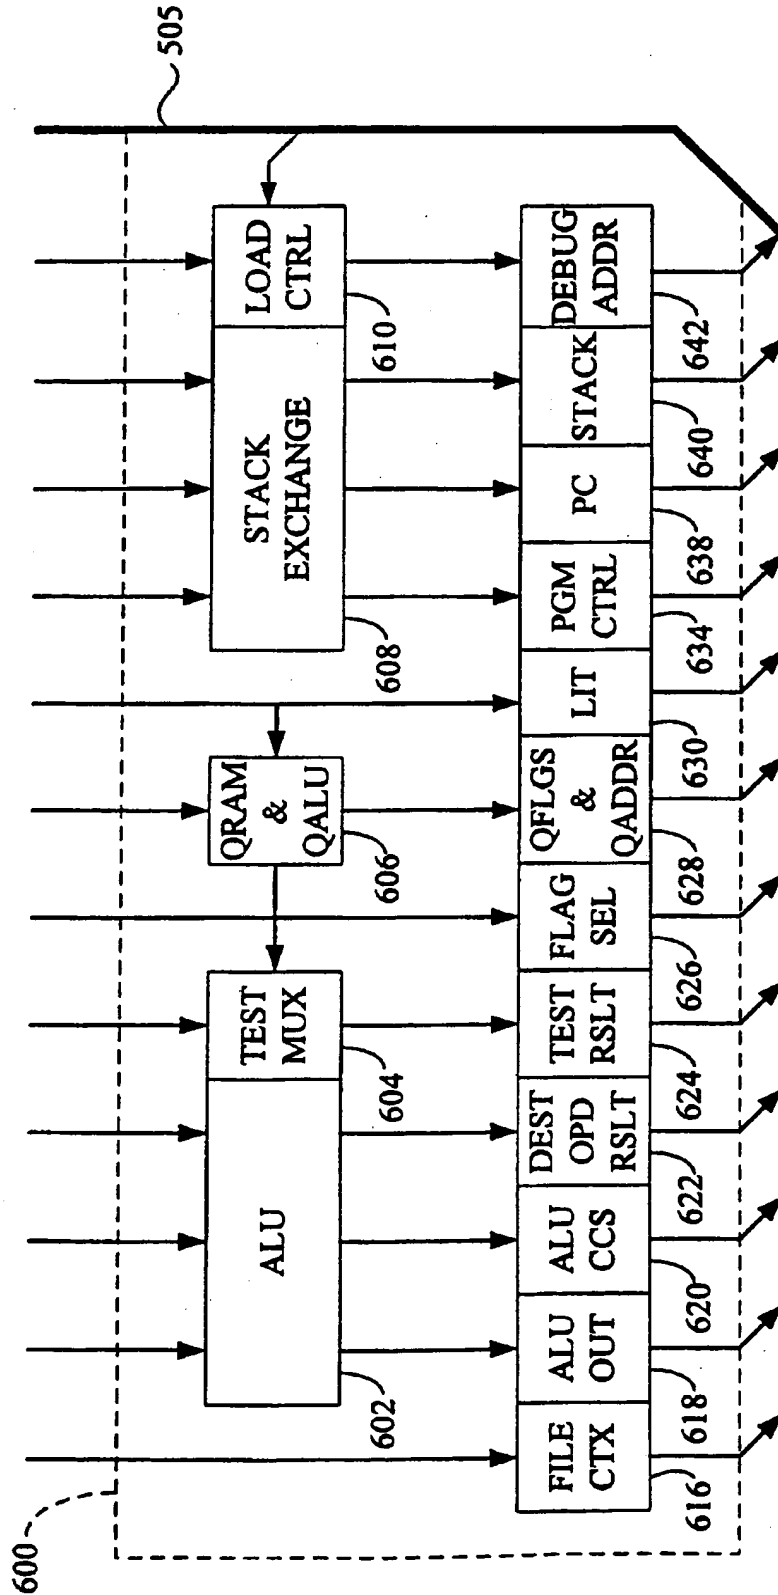 600
505
ALU
602
TEST
MUX
604
QRAM
&
QALU
606
STACK
EXCHANGE
608
LOAD
CTRL
610
FILE
CTX
616
ALU
OUT
618
ALU
CCS
620
DEST
OPD
RSLT
622
TEST
RSLT
624
FLAG
SEL
626
QFLGS
&
QADDR
628
LIT
630
PGM
CTRL
634
PC
638
STACK
640
DEBUG
ADDR
642